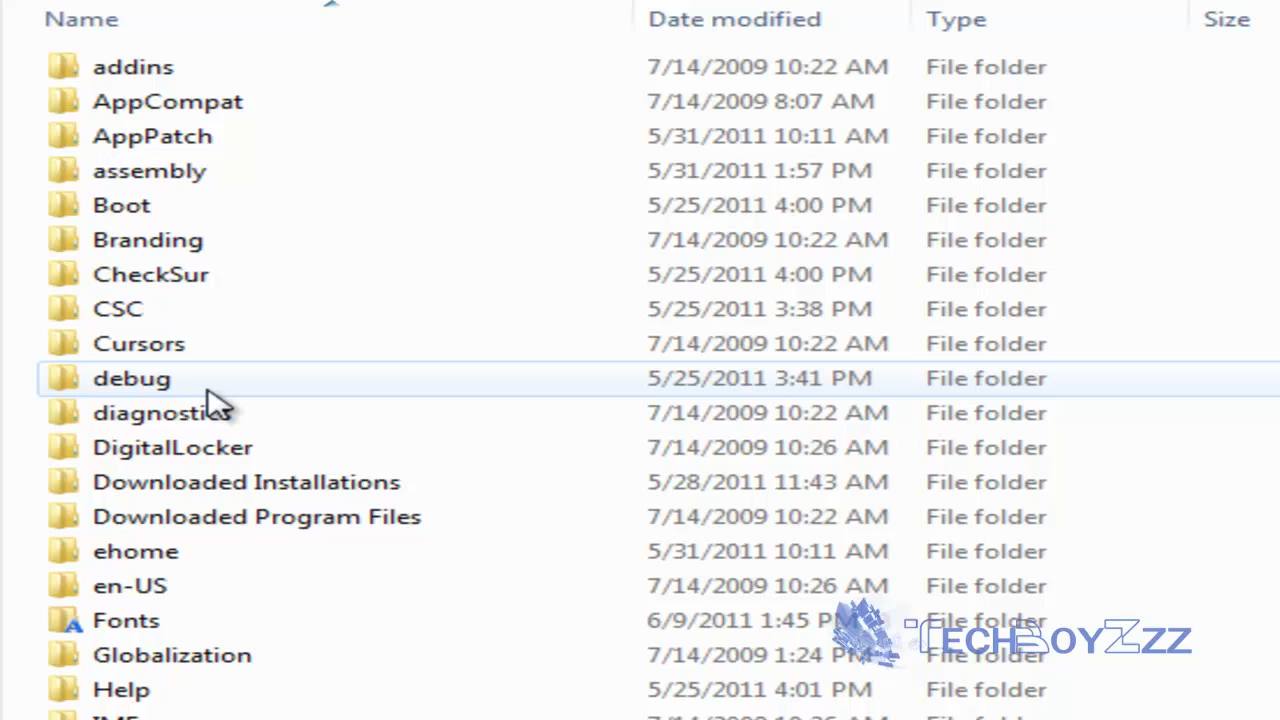 Name Date modified Type Size
addins 7/14/2009 10:22 AM File folder
AppCompat 7/14/2009 8:07 AM File folder
AppPatch 5/31/2011 10:11 AM File folder
assembly 5/31/2011 1:57 PM File folder
Boot 5/25/2011 4:00 PM File folder
Branding 7/14/2009 10:22 AM File folder
CheckSur 5/25/2011 4:00 PM File folder
CSC 5/25/2011 3:38 PM File folder
Cursors 7/14/2009 10:22 AM File folder
debug 5/25/2011 3:41 PM File folder
diagnostics 7/14/2009 10:22 AM File folder
DigitalLocker 7/14/2009 10:26 AM File folder
Downloaded Installations 5/28/2011 11:43 AM File folder
Downloaded Program Files 7/14/2009 10:22 AM File folder
ehome 5/31/2011 10:11 AM File folder
en-US 7/14/2009 10:26 AM File folder
Fonts 6/9/2011 1:45 PM File folder
TECHBOYZZZ
Globalization 7/14/2009 1:24 PM File folder
Help 5/25/2011 4:01 PM File folder